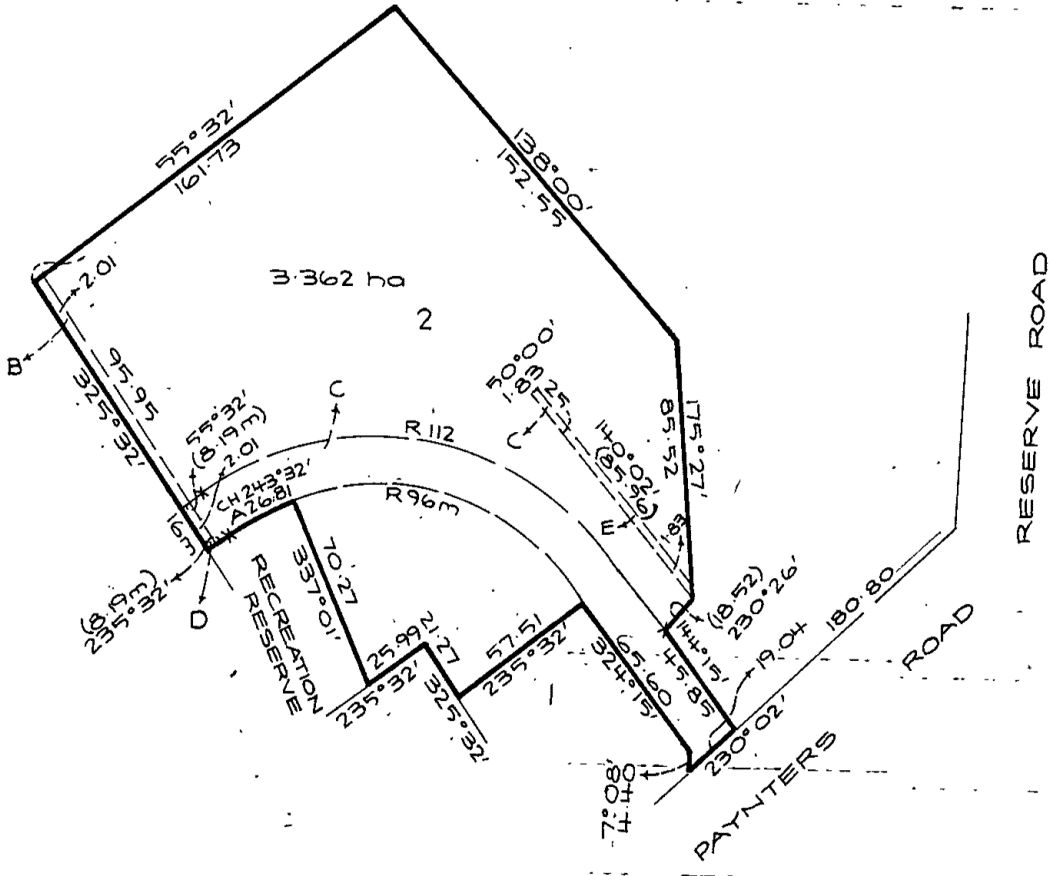 55°32'
161.73
138°00'
152.55
3.362 ha
2
2.01
B
95.95
325°32'
C
55°32'
(8.19m)
2.01
R 112
CH 243°32'
A 26.81
R 96m
50°00'
1.83
25
C
140°02'
(85.96)
E
1.83
175°27'
85.52
RESERVE ROAD
16m
(8.19m)
235°32'
D
RECREATION
RESERVE
70.27
337°01'
25.99
235°32'
21.27
325°32'
57.51
235°32'
1
65.60
324°15'
C
(18.52)
230°26'
144°15'
45.85
19.04
180.80
230°02'
PAYNTERS
ROAD
7°08'
4.40